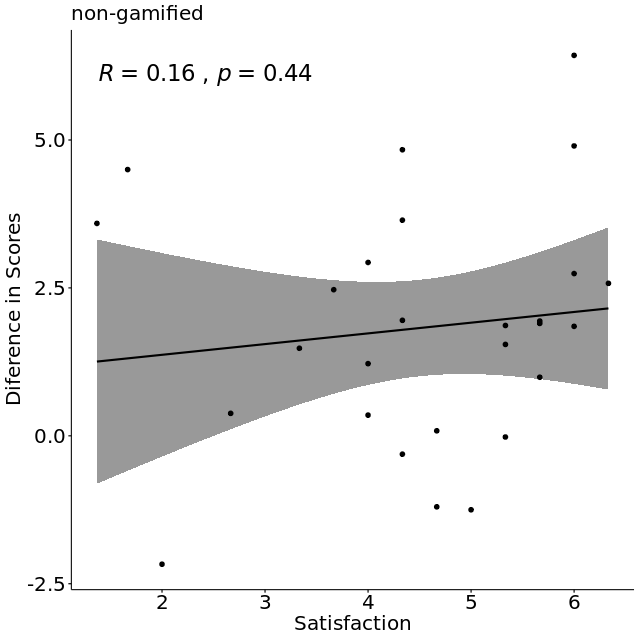 non-gamified
R = 0.16 , p = 0.44
5.0
2.5
0.0
-2.5
Diference in Scores
2 3 4 5 6
Satisfaction